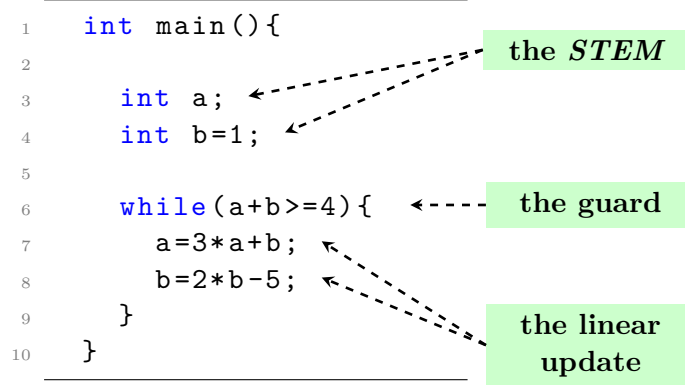 1 int main(){
2
3 int a;
4 int b=1;
5
6 while(a+b>=4){
7 a=3*a+b;
8 b=2*b-5;
9 }
10 }
the STEM
the guard
the linear
update